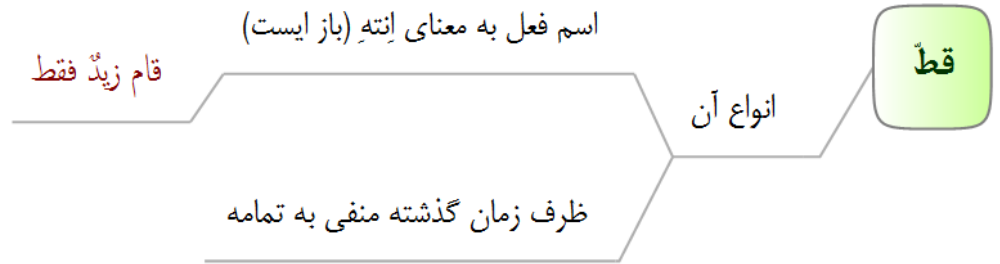 قطّ
انواع آن
اسم فعل به معنای اِنتهِ (باز ایست)
قام زیدٌ فقط
ظرف زمان گذشته منفی به تمامه